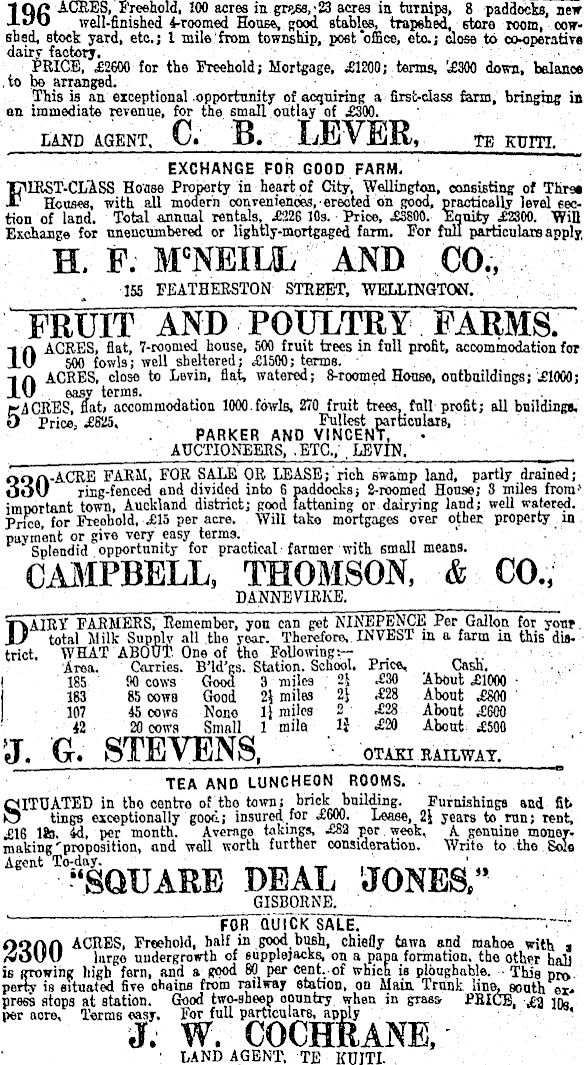 196 ACRES, Freehold, 100 acres in grass, 23 acres in turnips, 8 paddocks, new
well-finished 4-roomed House, good stables, trapshed, store room, cow-
shed, stock yard, etc.; 1 mile from township, post office, etc.; close to co-operative
dairy factory.
PRICE, £2600 for the Freehold; Mortgage, £1200; terms, £300 down, balance
to be arranged.
This is an exceptional opportunity of acquiring a first-class farm, bringing in
an immediate revenue, for the small outlay of £300.
LAND AGENT, C. B. LEVER, TE KUITI.
EXCHANGE FOR GOOD FARM.
FIRST-CLASS House Property in heart of City, Wellington, consisting of Three
Houses, with all modern conveniences, erected on good, practically level sec-
tion of land. Total annual rentals, £226 10s. Price, £3800. Equity £2300. Will
Exchange for unencumbered or lightly-mortgaged farm. For full particulars apply
H. F. McNEILL AND CO.,
155 FEATHERSTON STREET, WELLINGTON.
FRUIT AND POULTRY FARMS.
10 ACRES, flat, 7-roomed house, 500 fruit trees in full profit, accommodation for
500 fowls; well sheltered; £1500; terms.
10 ACRES, close to Levin, flat, watered; 8-roomed House, outbuildings; £1000;
easy terms.
5 ACRES, flat, accommodation 1000 fowls, 270 fruit trees, full profit; all buildings.
Price, £825. Fullest particulars,
PARKER AND VINCENT,
AUCTIONEERS, ETC., LEVIN.
330-ACRE FARM, FOR SALE OR LEASE; rich swamp land, partly drained;
ring-fenced and divided into 6 paddocks; 2-roomed House; 3 miles from
important town, Auckland district; good fattening or dairying land; well watered.
Price, for Freehold, £15 per acre. Will take mortgages over other property in
payment or give very easy terms.
Splendid opportunity for practical farmer with small means.
CAMPBELL, THOMSON, & CO.,
DANNEVIRKE.
DAIRY FARMERS, Remember, you can get NINEPENCE Per Gallon for your
total Milk Supply all the year. Therefore, INVEST in a farm in this dis-
trict. WHAT ABOUT One of the Following:—
Area. Carries. B'ld'gs. Station. School. Price. Cash.
185 90 cows Good 3 miles 2½ £30 About £1000
163 85 cows Good 2½ miles 2½ £28 About £800
107 45 cows None 1½ miles 2 £28 About £600
42 20 cows Small 1 mile 1¾ £20 About £500
J. G. STEVENS, OTAKI RAILWAY.
TEA AND LUNCHEON ROOMS.
SITUATED in the centre of the town; brick building. Furnishings and fit-
tings exceptionally good; insured for £600. Lease, 2½ years to run; rent,
£16 4d, per month. Average takings, £82 per week. A genuine money-
making proposition, and well worth further consideration. Write to the Sole
Agent To-day.
"SQUARE DEAL JONES,"
GISBORNE.
FOR QUICK SALE.
2300 ACRES, Freehold, half in good bush, chiefly tawa and mahoe with a
large undergrowth of supplejacks, on a papa formation, the other half
is growing high fern, and a good 80 per cent. of which is ploughable. This pro
perty is situated five chains from railway station, on Main Trunk line, south ex-
press stops at station. Good two-sheep country when in grass PRICE, £2 10s,
per acre. Terms easy. For full particulars, apply
J. W. COCHRANE,
LAND AGENT, TE KUITI.